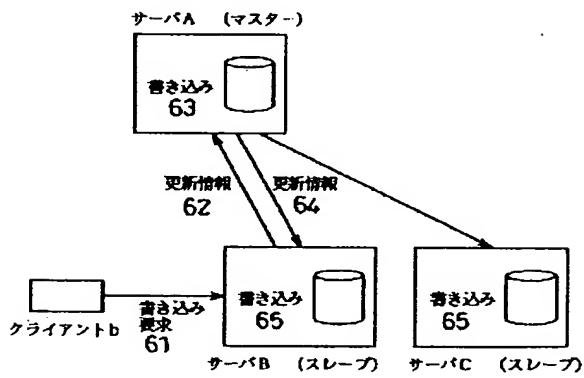 サーバA （マスター）
書き込み
63
更新情報
62
更新情報
64
書き込み
65
書き込み
65
クライアントb
書き込み
要求
61
サーバB （スレーブ）
サーバC （スレーブ）